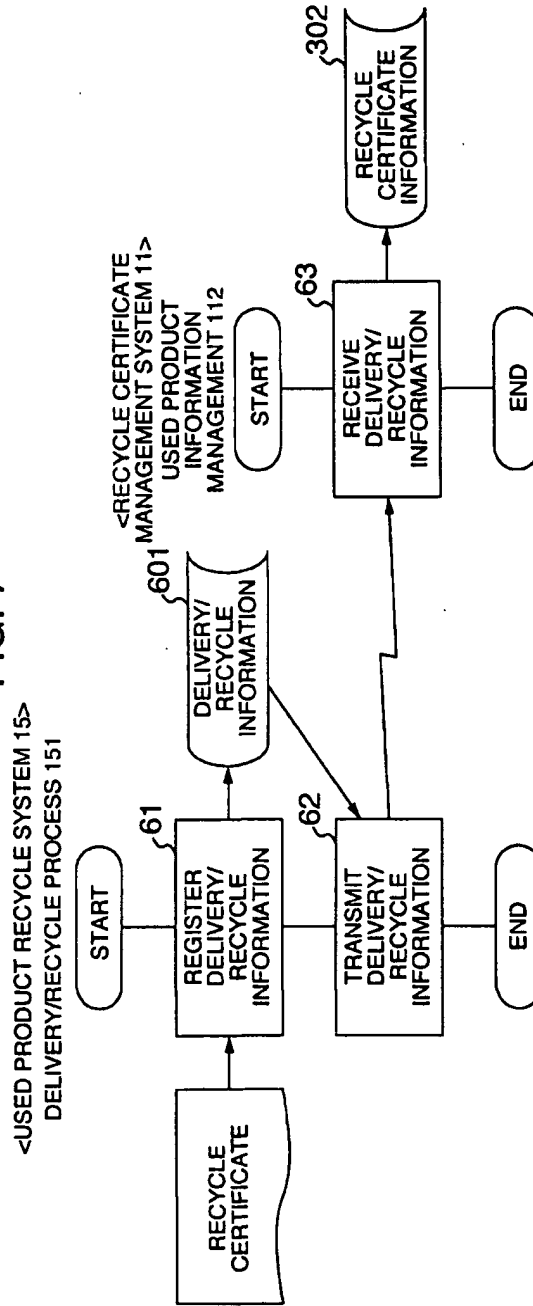 FIG.
<USED PRODUCT RECYCLE SYSTEM 15>
DELIVERY/RECYCLE PROCESS 151
START
RECYCLE
CERTIFICATE
61
REGISTER
DELIVERY/
RECYCLE
INFORMATION
601
DELIVERY/
RECYCLE
INFORMATION
62
TRANSMIT
DELIVERY/
RECYCLE
INFORMATION
END
<RECYCLE CERTIFICATE
MANAGEMENT SYSTEM 11>
USED PRODUCT
INFORMATION
MANAGEMENT 112
START
63
RECEIVE
DELIVERY/
RECYCLE
INFORMATION
302
RECYCLE
CERTIFICATE
INFORMATION
END